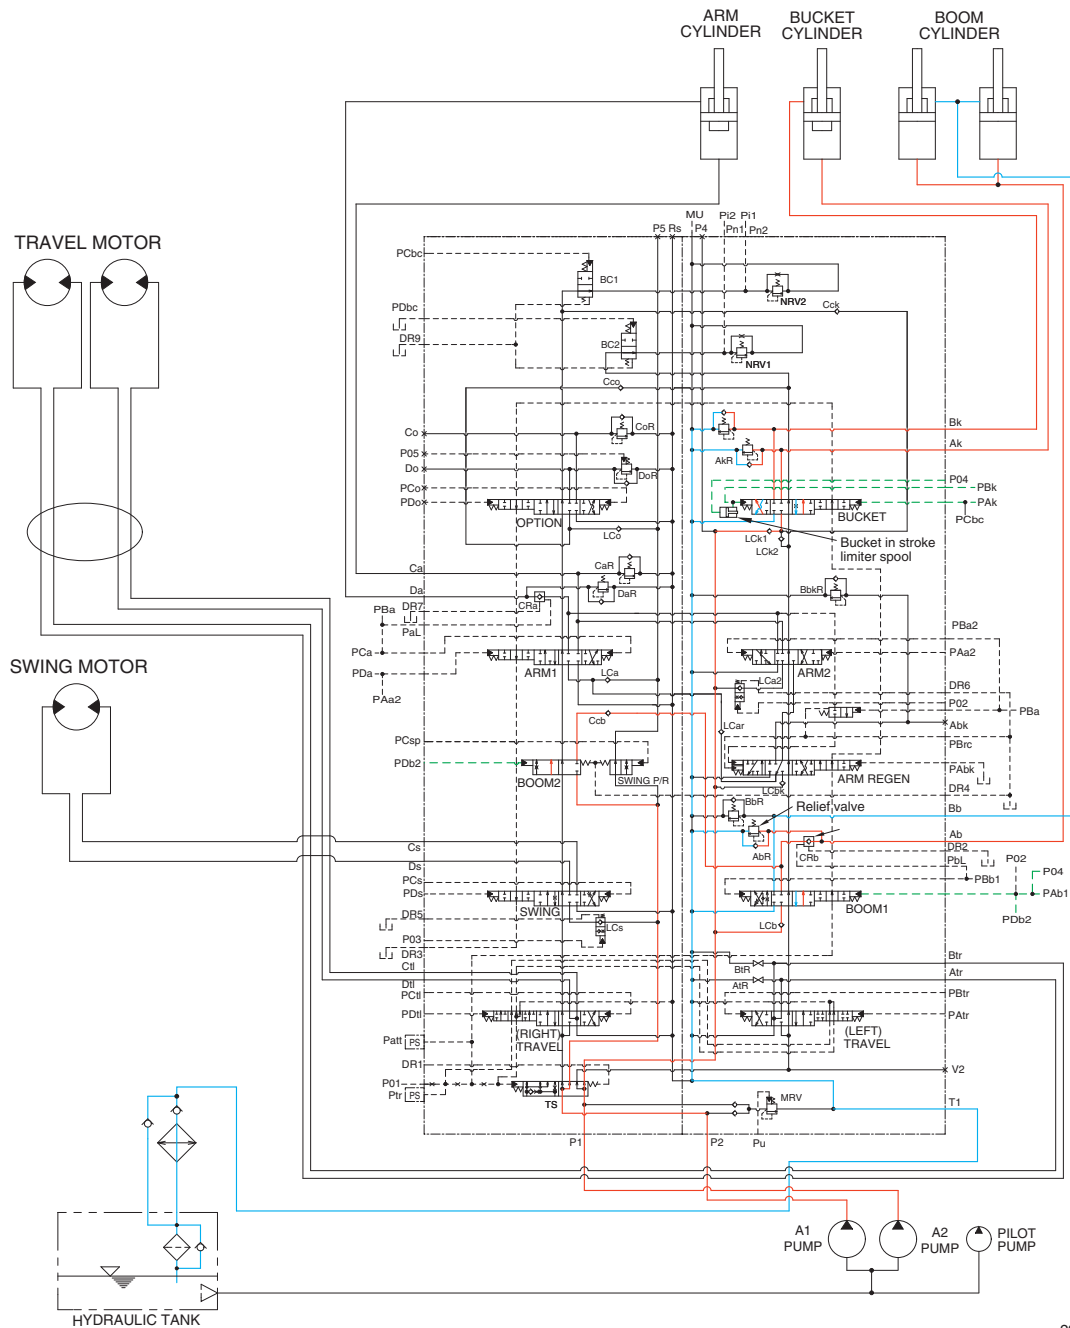 ARM
CYLINDER
BUCKET
CYLINDER
BOOM
CYLINDER
TRAVEL MOTOR
SWING MOTOR
P5 Rs
MU
P4
Pi2 Pi1
Pn1 Pn2
PCbc
BC1
NRV2
Cck
PDbc
DR9
BC2
NRV1
Cco
Co
CoR
Bk
Ak
P05
AkR
Do
DoR
P04
PCo
PBk
PDo
PAk
OPTION
BUCKET
PCbc
LCo
LCk1
LCk2
Bucket in stroke
limiter spool
Ca
CaR
Da
DaR
BbkR
CRa
PBa
DR7
PaL
PBa2
PCa
PAa2
PDa
ARM1
ARM2
LCa
LCa2
PAa2
DR6
P02
PBa
Ccb
LCar
Abk
PCsp
PBrc
PDb2
PAbk
BOOM2
SWING P/R
ARM REGEN
LCbk
DR4
BbR
Relief valve
Bb
AbR
CRb
Ab
DR2
PbL
Cs
Ds
PCs
PDs
PBb1
P02
P04
PAb1
PDb2
SWING
BOOM1
DR5
LCs
LCb
P03
DR3
Ctl
Btr
BtR
Atr
AtR
Dtl
PCtl
PBtr
PDtl
PAtr
(RIGHT)
TRAVEL
(LEFT)
TRAVEL
Patt
PS
DR1
V2
P01
Ptr
PS
TS
MRV
T1
P1
P2
Pu
A1
PUMP
A2
PUMP
PILOT
PUMP
HYDRAULIC TANK